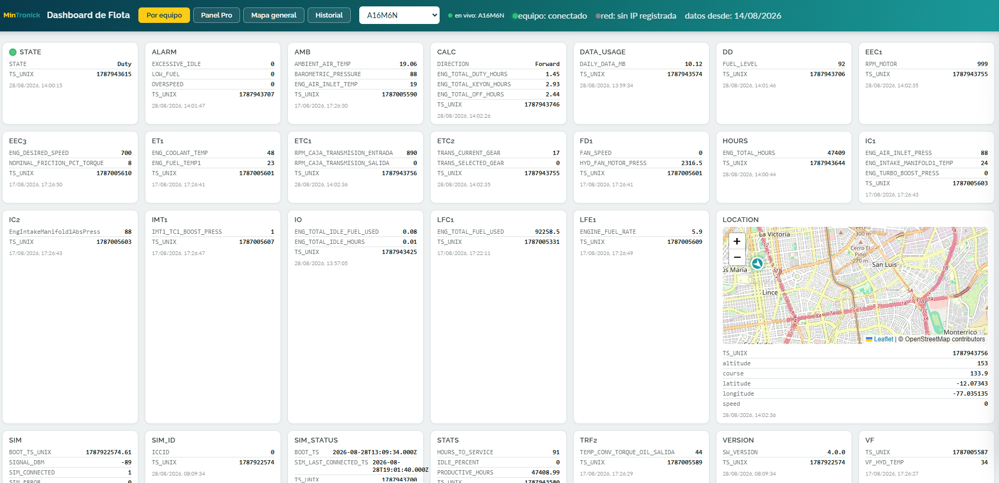 MinTronick Dashboard de Flota Por equipo Panel Pro Mapa general Historial A16M6N en vivo: A16M6N equipo: conectado red: sin IP registrada datos desde: 14/08/2026
STATE
STATE Duty
TS_UNIX 1787943615
28/08/2026, 14:00:15
ALARM
EXCESSIVE_IDLE 0
LOW_FUEL 0
OVERSPEED 0
TS_UNIX 1787943707
28/08/2026, 14:01:47
AMB
AMBIENT_AIR_TEMP 19.06
BAROMETRIC_PRESSURE 88
ENG_AIR_INLET_TEMP 19
TS_UNIX 1787005590
17/08/2026, 17:26:30
CALC
DIRECTION Forward
ENG_TOTAL_DUTY_HOURS 1.45
ENG_TOTAL_KEYON_HOURS 2.93
ENG_TOTAL_OFF_HOURS 2.44
TS_UNIX 1787943746
28/08/2026, 14:02:26
DATA_USAGE
DAILY_DATA_MB 10.12
TS_UNIX 1787943574
28/08/2026, 13:59:34
DD
FUEL_LEVEL 92
TS_UNIX 1787943706
28/08/2026, 14:01:46
EEC1
RPM_MOTOR 999
TS_UNIX 1787943755
28/08/2026, 14:02:35
EEC3
ENG_DESIRED_SPEED 700
NOMINAL_FRICTION_PCT_TORQUE 8
TS_UNIX 1787005610
17/08/2026, 17:26:50
ET1
ENG_COOLANT_TEMP 48
ENG_FUEL_TEMP1 23
TS_UNIX 1787005601
17/08/2026, 17:26:41
ETC1
RPM_CAJA_TRANSMISION_ENTRADA 890
RPM_CAJA_TRANSMISION_SALIDA 0
TS_UNIX 1787943756
28/08/2026, 14:02:36
ETC2
TRANS_CURRENT_GEAR 17
TRANS_SELECTED_GEAR 0
TS_UNIX 1787943755
28/08/2026, 14:02:35
FD1
FAN_SPEED 0
HYD_FAN_MOTOR_PRESS 2316.5
TS_UNIX 1787005601
17/08/2026, 17:26:41
HOURS
ENG_TOTAL_HOURS 47409
TS_UNIX 1787943644
28/08/2026, 14:00:44
IC1
ENG_AIR_INLET_PRESS 88
ENG_INTAKE_MANIFOLD1_TEMP 24
ENG_TURBO_BOOST_PRESS 0
TS_UNIX 1787005603
17/08/2026, 17:26:43
IC2
EngIntakeManifold1AbsPress 88
TS_UNIX 1787005603
17/08/2026, 17:26:43
IMT1
IMT1_TC1_BOOST_PRESS 1
TS_UNIX 1787005607
17/08/2026, 17:26:47
IO
ENG_TOTAL_IDLE_FUEL_USED 0.08
ENG_TOTAL_IDLE_HOURS 0.01
TS_UNIX 1787943425
28/08/2026, 13:57:05
LFC1
ENG_TOTAL_FUEL_USED 92258.5
TS_UNIX 1787005331
17/08/2026, 17:22:11
LFE1
ENGINE_FUEL_RATE 5.9
TS_UNIX 1787005609
17/08/2026, 17:26:49
LOCATION
+
−
La Victoria
300 m
Cerro El
Pino
270 m
San Luis
us María
Lince
Monterrico
Leaflet | © OpenStreetMap contributors
TS_UNIX 1787943756
altitude 153
course 133.9
latitude -12.07343
longitude -77.035135
speed 0
28/08/2026, 14:02:36
SIM
BOOT_TS_UNIX 1787922574.61
SIGNAL_DBM -89
SIM_CONNECTED 1
SIM_ERROR 0
SIM_ID
ICCID 0
TS_UNIX 1787922574
28/08/2026, 08:09:34
SIM_STATUS
BOOT_TS 2026-08-28T13:09:34.000Z
SIM_LAST_CONNECTED_TS 2026-08-
28T19:01:40.000Z
TS_UNIX 1787943700
STATS
HOURS_TO_SERVICE 91
IDLE_PERCENT 0
PRODUCTIVE_HOURS 47408.99
TS_UNIX 1787943580
TRF2
TEMP_CONV_TORQUE_OIL_SALIDA 44
TS_UNIX 1787005589
17/08/2026, 17:26:29
VERSION
SW_VERSION 4.0.0
TS_UNIX 1787922574
28/08/2026, 08:09:34
VF
TS_UNIX 1787005587
VF_HYD_TEMP 34
17/08/2026, 17:26:27